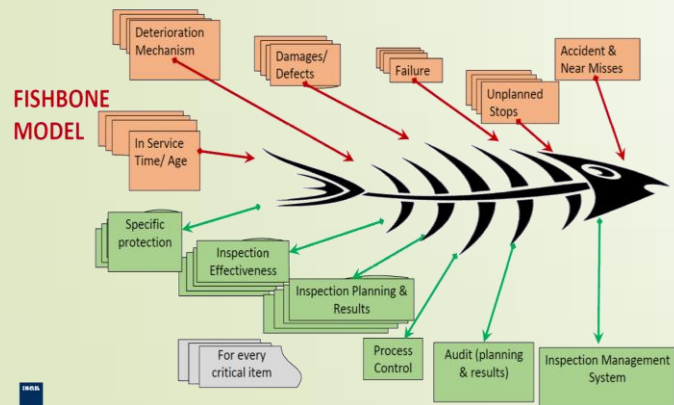 Deterioration
Mechanism
Damages/
Defects
Failure
Unplanned
Stops
Accident &
Near Misses
FISHBONE
MODEL
In Service
Time/ Age
Specific
protection
Inspection
Effectiveness
Inspection Planning &
Results
For every
critical item
Process
Control
Audit (planning
& results)
Inspection Management
System